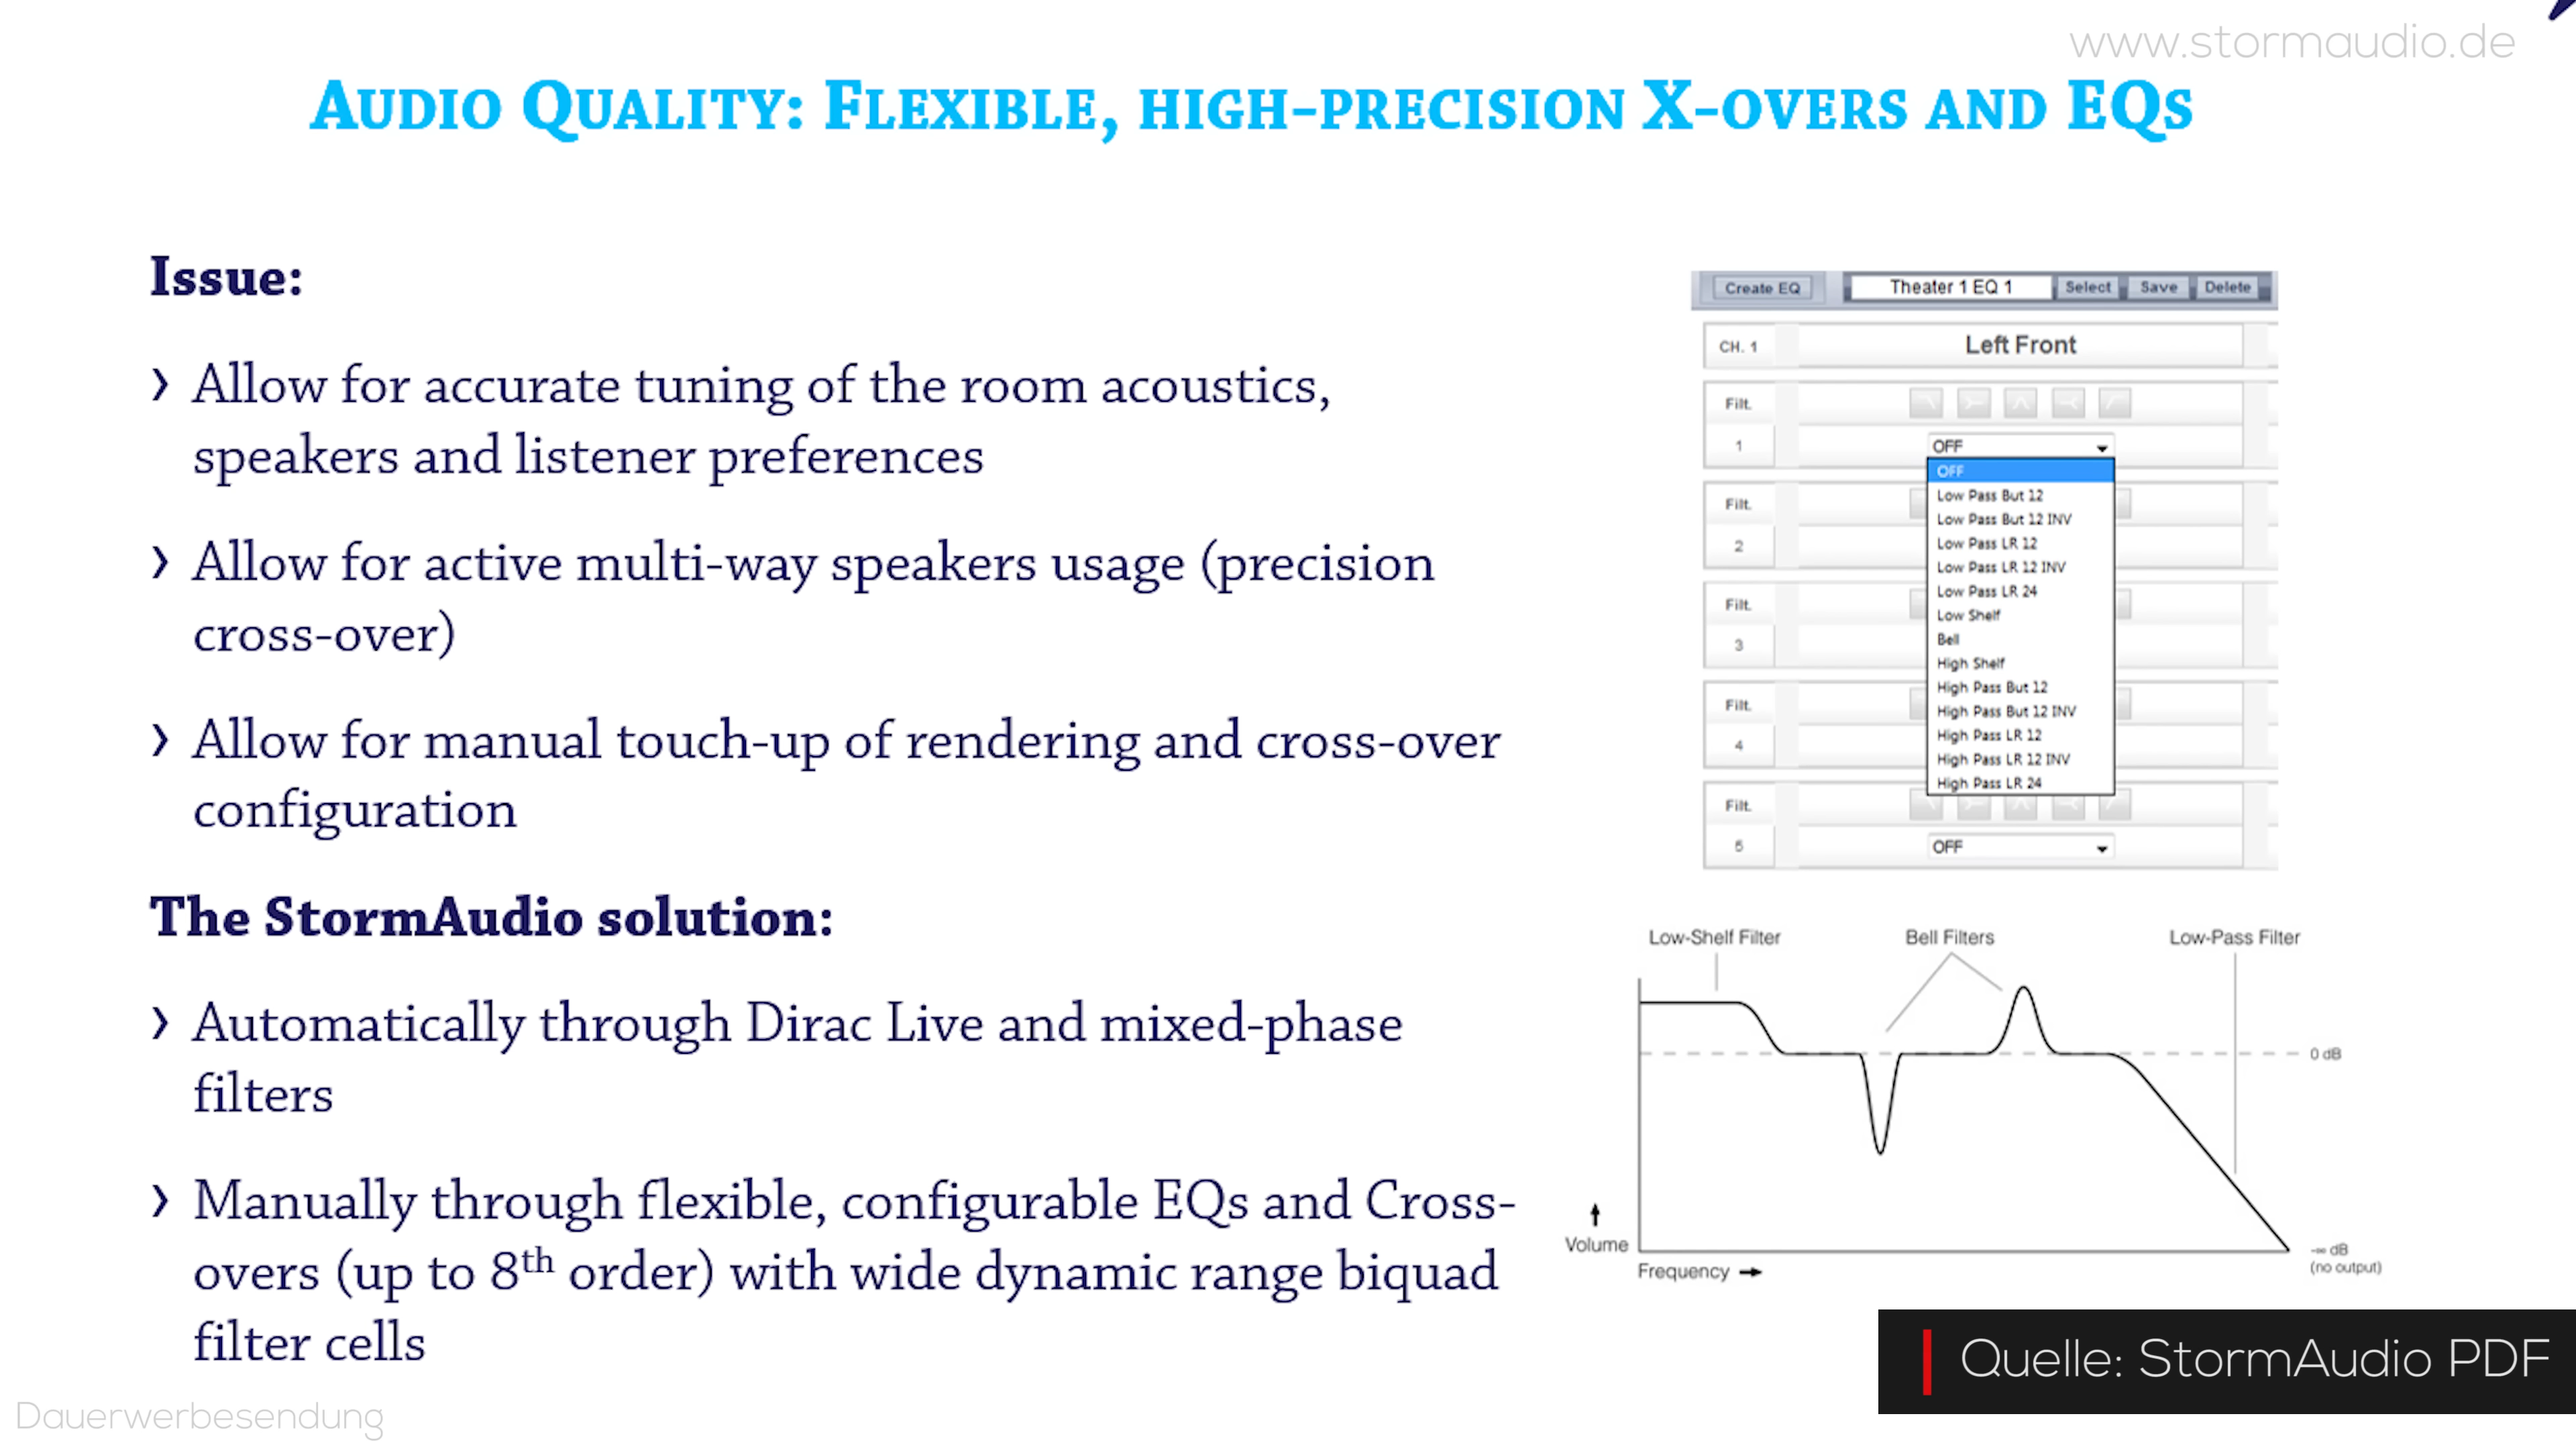 www.stormaudio.de
AUDIO QUALITY: FLEXIBLE, HIGH-PRECISION X-OVERS AND EQS
Issue:
› Allow for accurate tuning of the room acoustics,
speakers and listener preferences
› Allow for active multi-way speakers usage (precision
cross-over)
› Allow for manual touch-up of rendering and cross-over
configuration
The StormAudio solution:
› Automatically through Dirac Live and mixed-phase
filters
› Manually through flexible, configurable EQs and Cross-
overs (up to 8th order) with wide dynamic range biquad
filter cells
Create EQ Theater 1 EQ 1 Select Save Delete
CH. 1 Left Front
Filt.
1 OFF
OFF
Low Pass But 12
Filt.
Low Pass But 12 INV
Low Pass LR 12
2
Low Pass LR 12 INV
Low Pass LR 24
Filt.
Low Shelf
Bell
3
High Shelf
High Pass But 12
Filt.
High Pass But 12 INV
High Pass LR 12
4
High Pass LR 12 INV
High Pass LR 24
Filt.
5 OFF
Low-Shelf Filter Bell Filters Low-Pass Filter
0 dB
Volume
-∞ dB
(no output)
Frequency
Quelle: StormAudio PDF
Dauerwerbesendung